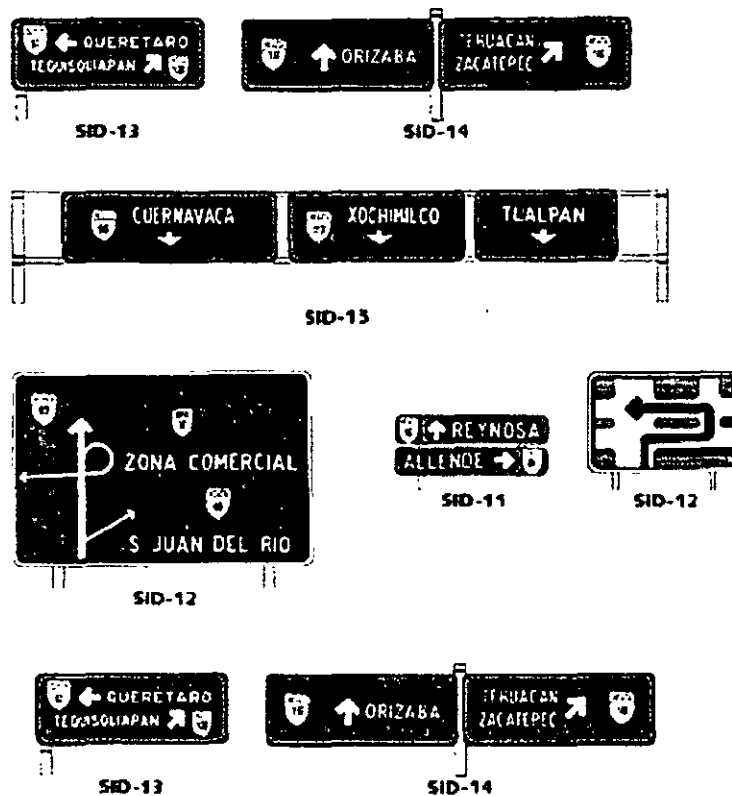 QUERETARO
TEQUISQUIAPAN
SID-13
ORIZABA
TEHUACAN
ZACATEPEC
SID-14
CUERNAVACA
XOCHIMILCO
TLALPAN
SID-15
ZONA COMERCIAL
S JUAN DEL RIO
SID-12
REYNOSA
ALLENDE
SID-11
SID-12
QUERETARO
TEQUISQUIAPAN
SID-13
ORIZABA
TEHUACAN
ZACATEPEC
SID-14